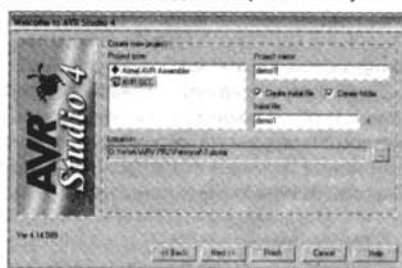 Welcome to AVR Studio 4
Create new project
Project type:
Project name:
Atmel AVR Assembler
AVR GCC
demo1
Create initial file
Create folder
Initial file:
demo1
Location:
AVR Studio 4
<< Back
Next >>
Finish
Cancel
Help